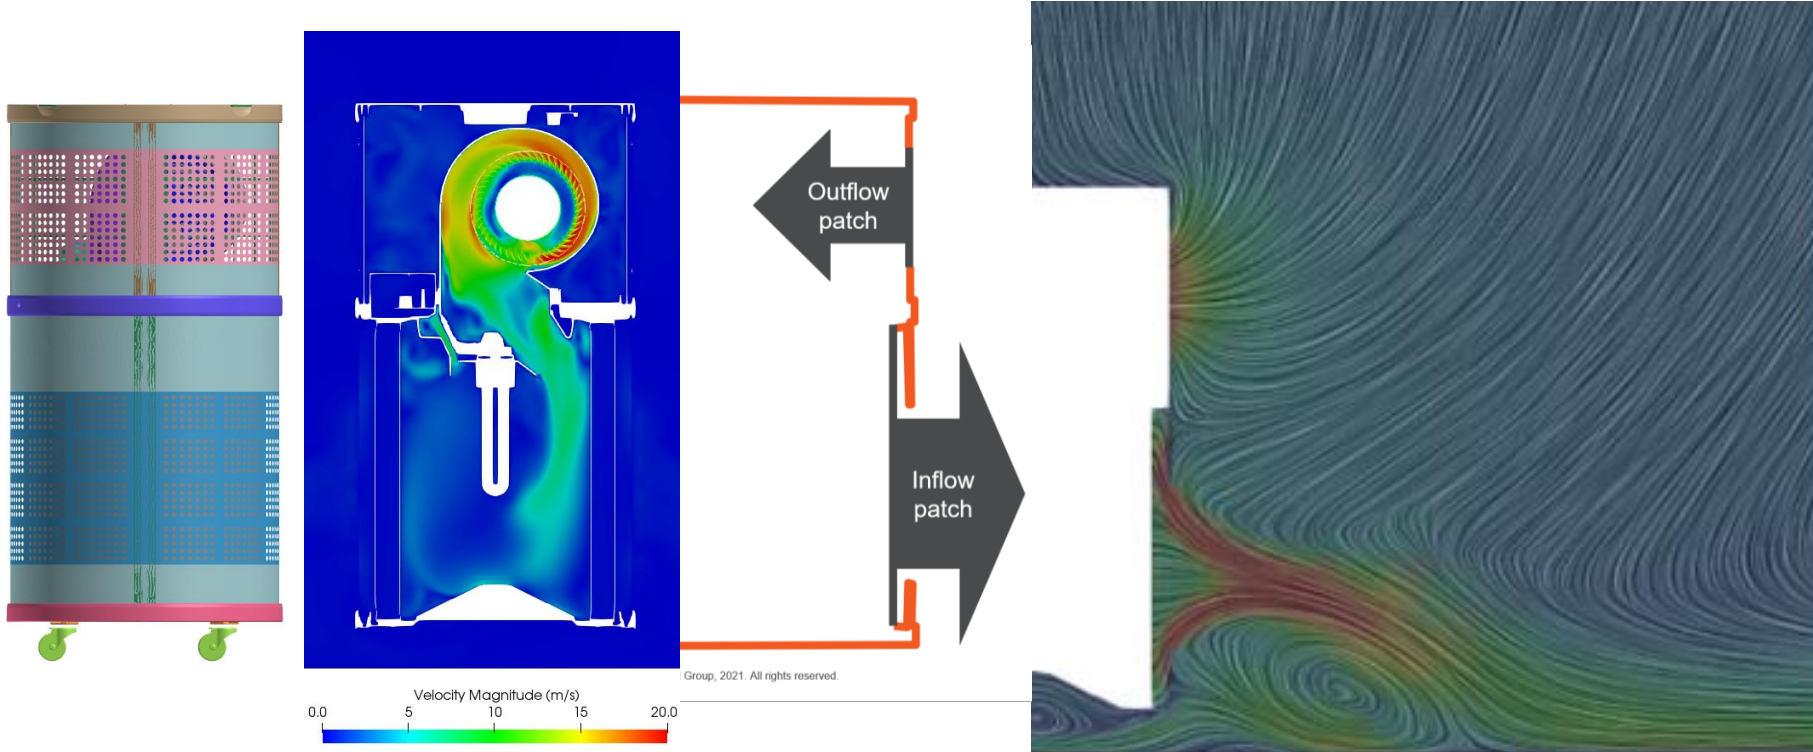 Outflow
patch
Inflow
patch
Group, 2021. All rights reserved.
Velocity Magnitude (m/s)
0.0 5 10 15 20.0